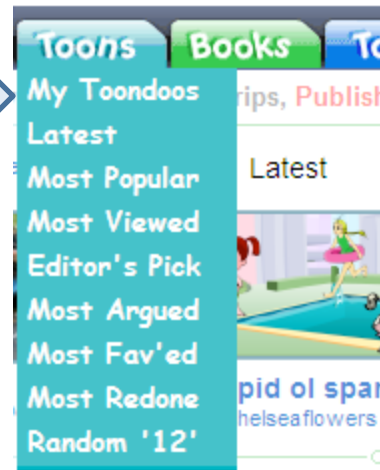 Toons Books To
My Toondoos
rips, Publish
Latest
Latest
Most Popular
Most Viewed
Editor's Pick
Most Argued
Most Fav'ed
Most Redone
pid ol spar
helseaflowers
Random '12'